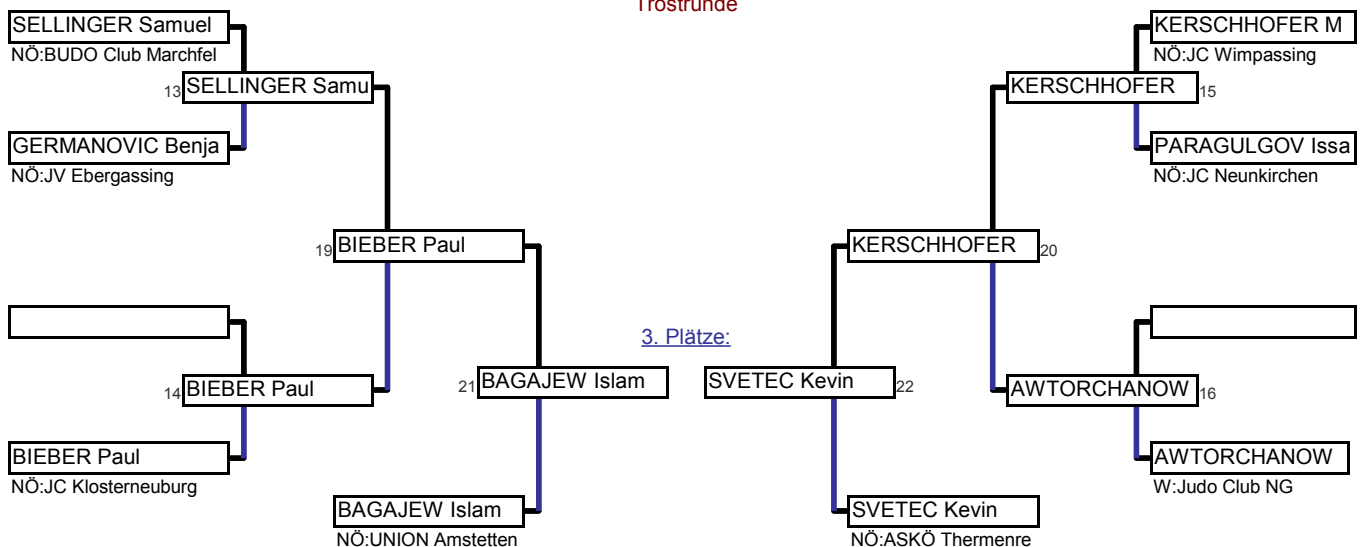 Trostrunde
SELLINGER Samuel
NÖ:BUDO Club Marchfel
13 SELLINGER Samu
GERMANOVIC Benja
NÖ:JV Ebergassing
19 BIEBER Paul
14 BIEBER Paul
BIEBER Paul
NÖ:JC Klosterneuburg
21 BAGAJEW Islam
BAGAJEW Islam
NÖ:UNION Amstetten
3. Plätze:
KERSCHHOFER M
NÖ:JC Wimpassing
KERSCHHOFER 15
PARAGULGOV Issa
NÖ:JC Neunkirchen
KERSCHHOFER 20
SVETEC Kevin 22
AWTORCHANOW 16
AWTORCHANOW
W:Judo Club NG
SVETEC Kevin
NÖ:ASKÖ Thermenre